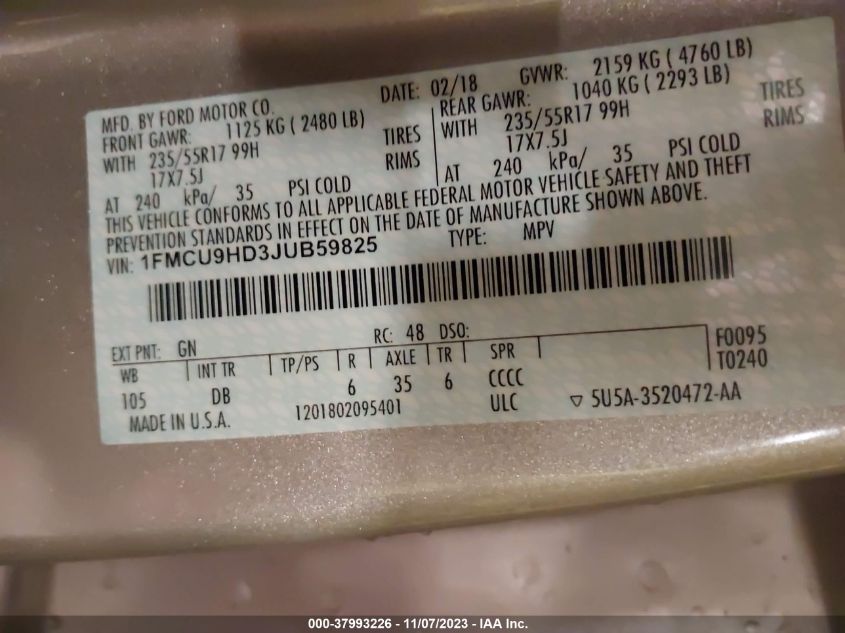 MFD. BY FORD MOTOR CO. DATE: 02/18 GVWR: 2159 KG ( 4760 LB)
FRONT GAWR: 1125 KG ( 2480 LB) REAR GAWR: 1040 KG ( 2293 LB)
WITH 235/55R17 99H TIRES WITH 235/55R17 99H TIRES
17X7.5J RIMS 17X7.5J RIMS
AT 240 kPa/ 35 PSI COLD AT 240 kPa/ 35 PSI COLD
THIS VEHICLE CONFORMS TO ALL APPLICABLE FEDERAL MOTOR VEHICLE SAFETY AND THEFT
PREVENTION STANDARDS IN EFFECT ON THE DATE OF MANUFACTURE SHOWN ABOVE.
VIN: 1FMCU9HD3JUB59825 TYPE: MPV
EXT PNT: GN RC: 48 DSO: F0095
WB INT TR TP/PS R AXLE TR SPR T0240
105 DB 6 35 6 CCCC
MADE IN U.S.A. 1201802095401 ULC ▽ 5U5A-3520472-AA
000-37993226 - 11/07/2023 - IAA Inc.